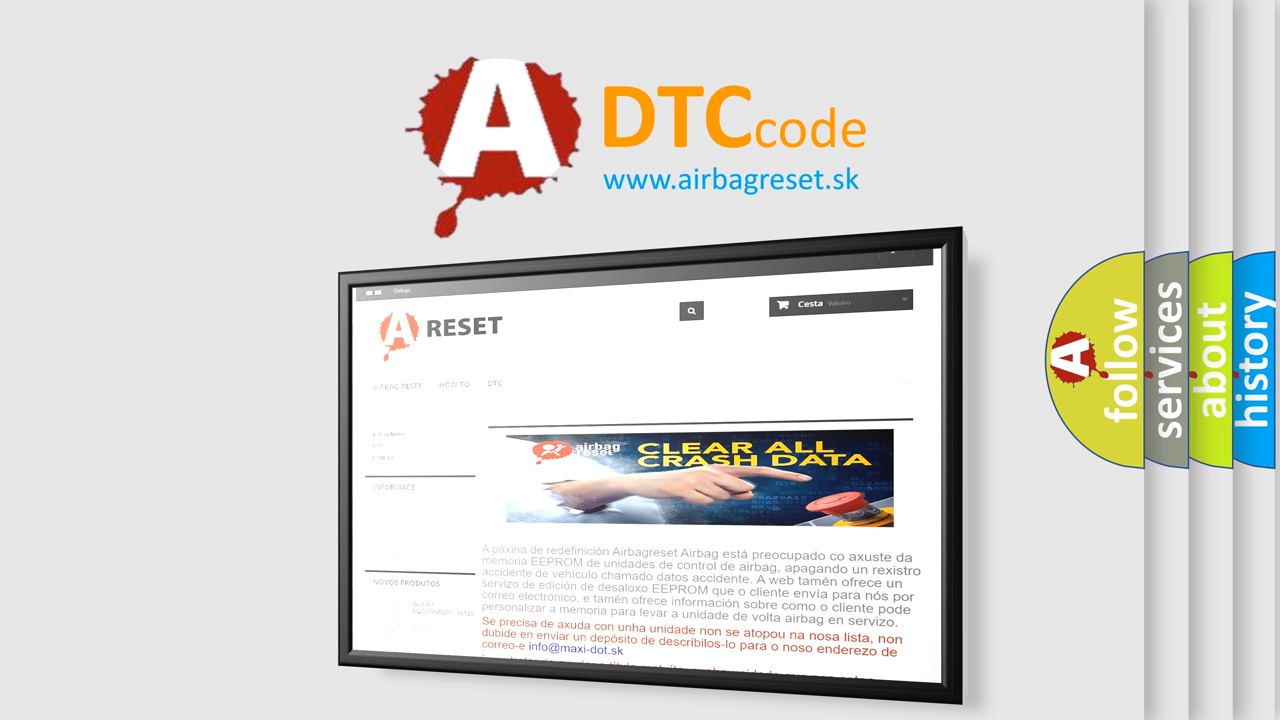 A DTC code
www.airbagreset.sk
Galego
A RESET
Cesta Valeiro
AIRBAG RESET HOW TO DTC
airbag reset
CLEAR ALL
CRASH DATA
INFORMACE
A páxina de redefinición Airbagreset Airbag está preocupado co axuste da
memoria EEPROM de unidades de control de airbag, apagando un rexistro
accidente de vehículo chamado datos accidente. A web tamén ofrece un
servizo de edición de desaloxo EEPROM que o cliente envía para nós por
correo electrónico, e tamén ofrece información sobre como o cliente pode
personalizar a memoria para levar a unidade de volta airbag en servizo.
NOVOS PRODUTOS
Se precisa de axuda con unha unidade non se atopou na nosa lista, non
dubide en enviar un depósito de describilos-lo para o noso enderezo de
correo-e info@maxi-dot.sk
A follow
services
about
history